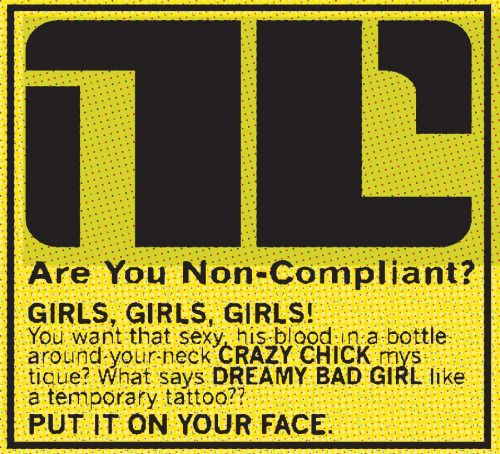 NC
Are You Non-Compliant?
GIRLS, GIRLS, GIRLS!
You want that sexy, his-blood-in-a-bottle-
around-your-neck CRAZY CHICK mys
tique? What says DREAMY BAD GIRL like
a temporary tattoo??
PUT IT ON YOUR FACE.